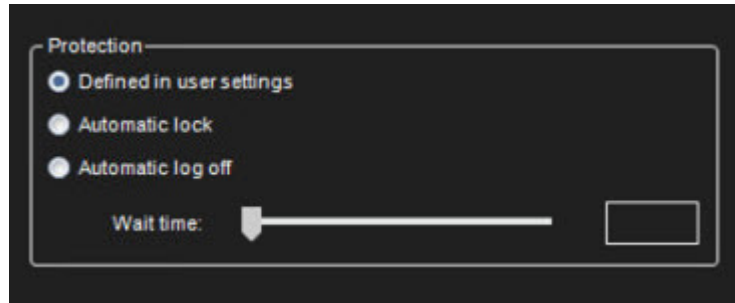 Protection
Defined in user settings
Automatic lock
Automatic log off
Wait time: